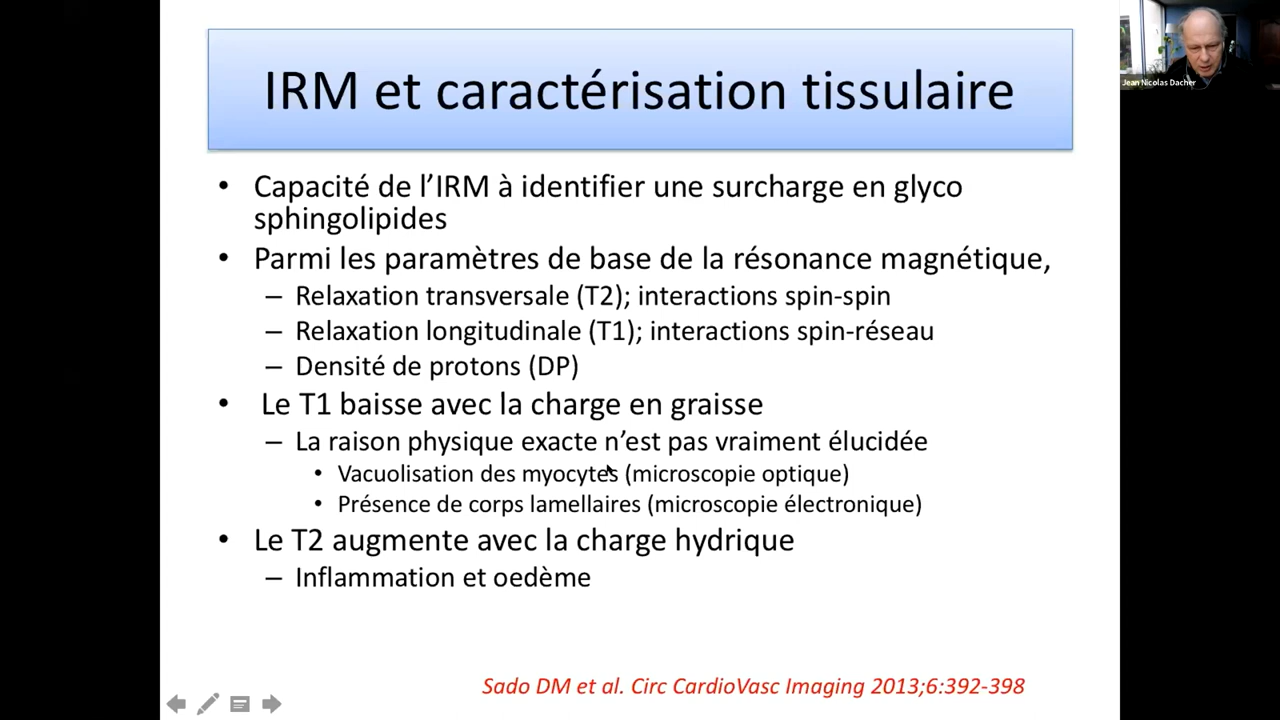 IRM et caractérisation tissulaire
Jean Nicolas Dacher
• Capacité de l’IRM à identifier une surcharge en glyco
sphingolipides
• Parmi les paramètres de base de la résonance magnétique,
– Relaxation transversale (T2); interactions spin-spin
– Relaxation longitudinale (T1); interactions spin-réseau
– Densité de protons (DP)
• Le T1 baisse avec la charge en graisse
– La raison physique exacte n’est pas vraiment élucidée
• Vacuolisation des myocytes (microscopie optique)
• Présence de corps lamellaires (microscopie électronique)
• Le T2 augmente avec la charge hydrique
– Inflammation et oedème
Sado DM et al. Circ CardioVasc Imaging 2013;6:392-398